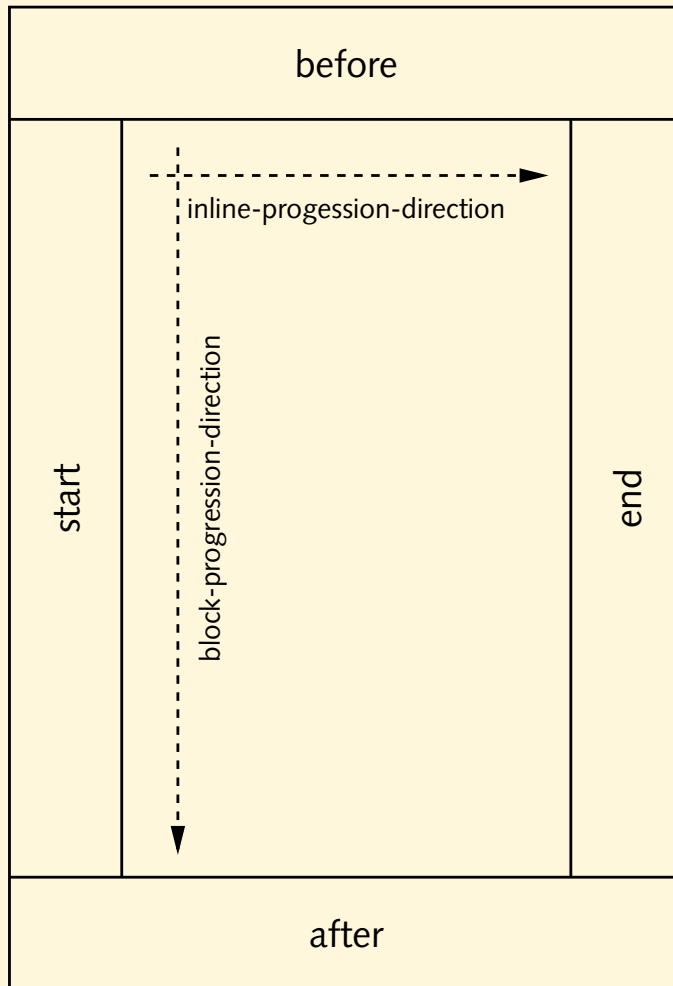 before
inline-progession-direction
start
block-progression-direction
end
after